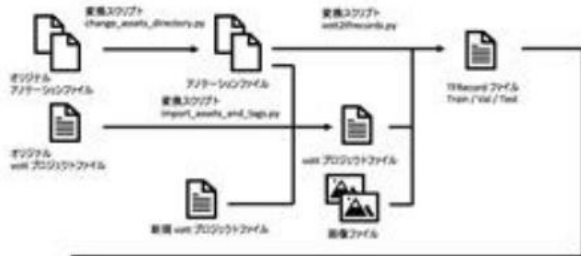 変換スクリプト
change_assets_directory.py
変換スクリプト
vott2tfrecords.py
オリジナル
アノテーションファイル
アノテーションファイル
TFRecord ファイル
Train / Val / Test
変換スクリプト
import_assets_and_tags.py
オリジナル
vott プロジェクトファイル
vott プロジェクトファイル
新規 vott プロジェクトファイル
画像ファイル